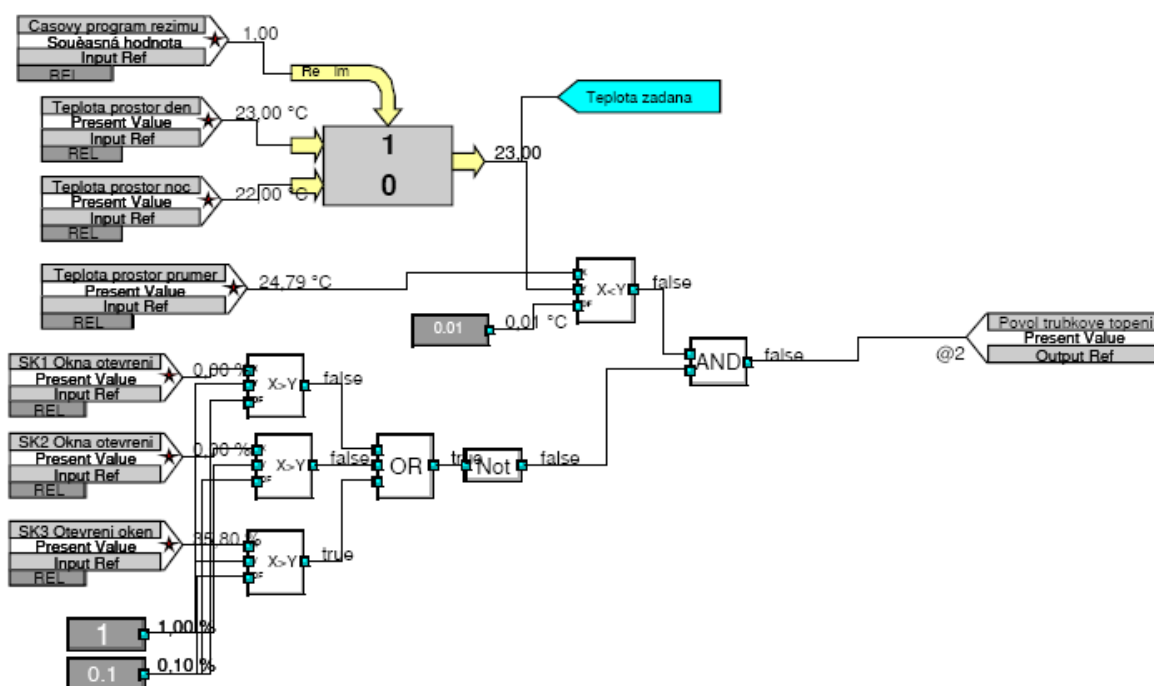 Casovy program rezimu
Souèasná hodnota
Input Ref
REL
1,00
Re
lm
Teplota prostor den
Present Value
Input Ref
REL
23,00 °C
1
0
23,00
Teplota zadana
Teplota prostor noc
Present Value
Input Ref
REL
22,00 °C
Teplota prostor prumer
Present Value
Input Ref
REL
24,79 °C
0.01
0,01 °C
X
Y
DF
X<Y
false
AND
false
@2
Povol trubkove topeni
Present Value
Output Ref
SK1 Okna otevreni
Present Value
Input Ref
REL
0,00 %
X
Y
DF
X>Y
false
SK2 Okna otevreni
Present Value
Input Ref
REL
0,00 %
X
Y
DF
X>Y
false
OR
true
Not
false
SK3 Otevreni oken
Present Value
Input Ref
REL
35,80 %
X
Y
DF
X>Y
true
1
1,00 %
0.1
0,10 %